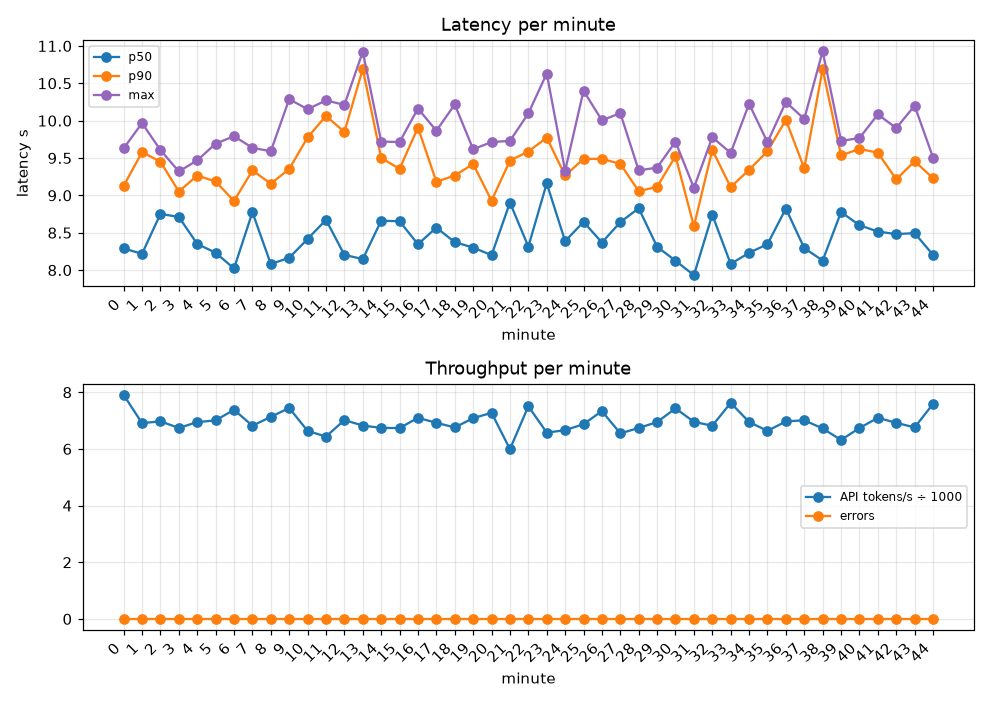 Latency per minute
latency s
11.0
10.5
10.0
9.5
9.0
8.5
8.0
p50
p90
max
0 1 2 3 4 5 6 7 8 9 10 11 12 13 14 15 16 17 18 19 20 21 22 23 24 25 26 27 28 29 30 31 32 33 34 35 36 37 38 39 40 41 42 43 44
minute
Throughput per minute
8
6
4
2
0
API tokens/s ÷ 1000
errors
0 1 2 3 4 5 6 7 8 9 10 11 12 13 14 15 16 17 18 19 20 21 22 23 24 25 26 27 28 29 30 31 32 33 34 35 36 37 38 39 40 41 42 43 44
minute